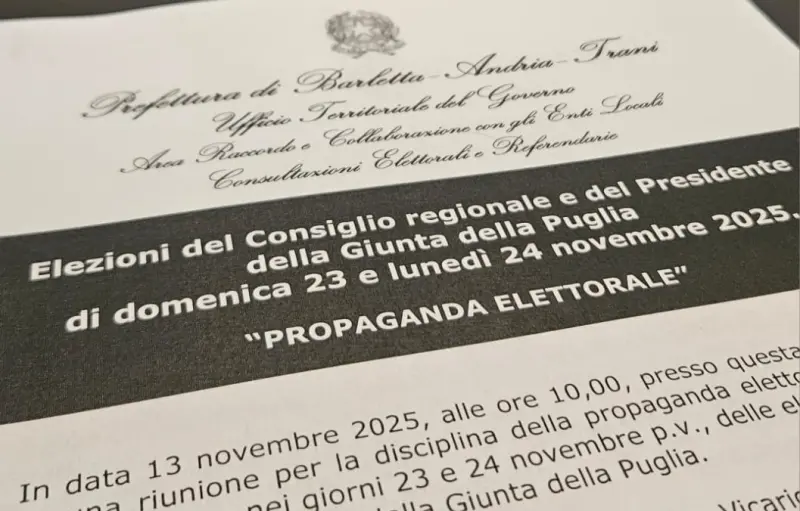 Prefettura di Barletta-Andria-Trani
Ufficio Territoriale del Governo
Area Raccordo e Collaborazione con gli Enti Locali
Consultazioni Elettorali e Referendarie
Elezioni del Consiglio regionale e del Presidente
della Giunta della Puglia
di domenica 23 e lunedì 24 novembre 2025.
“PROPAGANDA ELETTORALE”
In data 13 novembre 2025, alle ore 10,00, presso questa
riunione per la disciplina della propaganda
nei giorni 23 e 24 novembre p.v., delle
Giunta della Puglia.